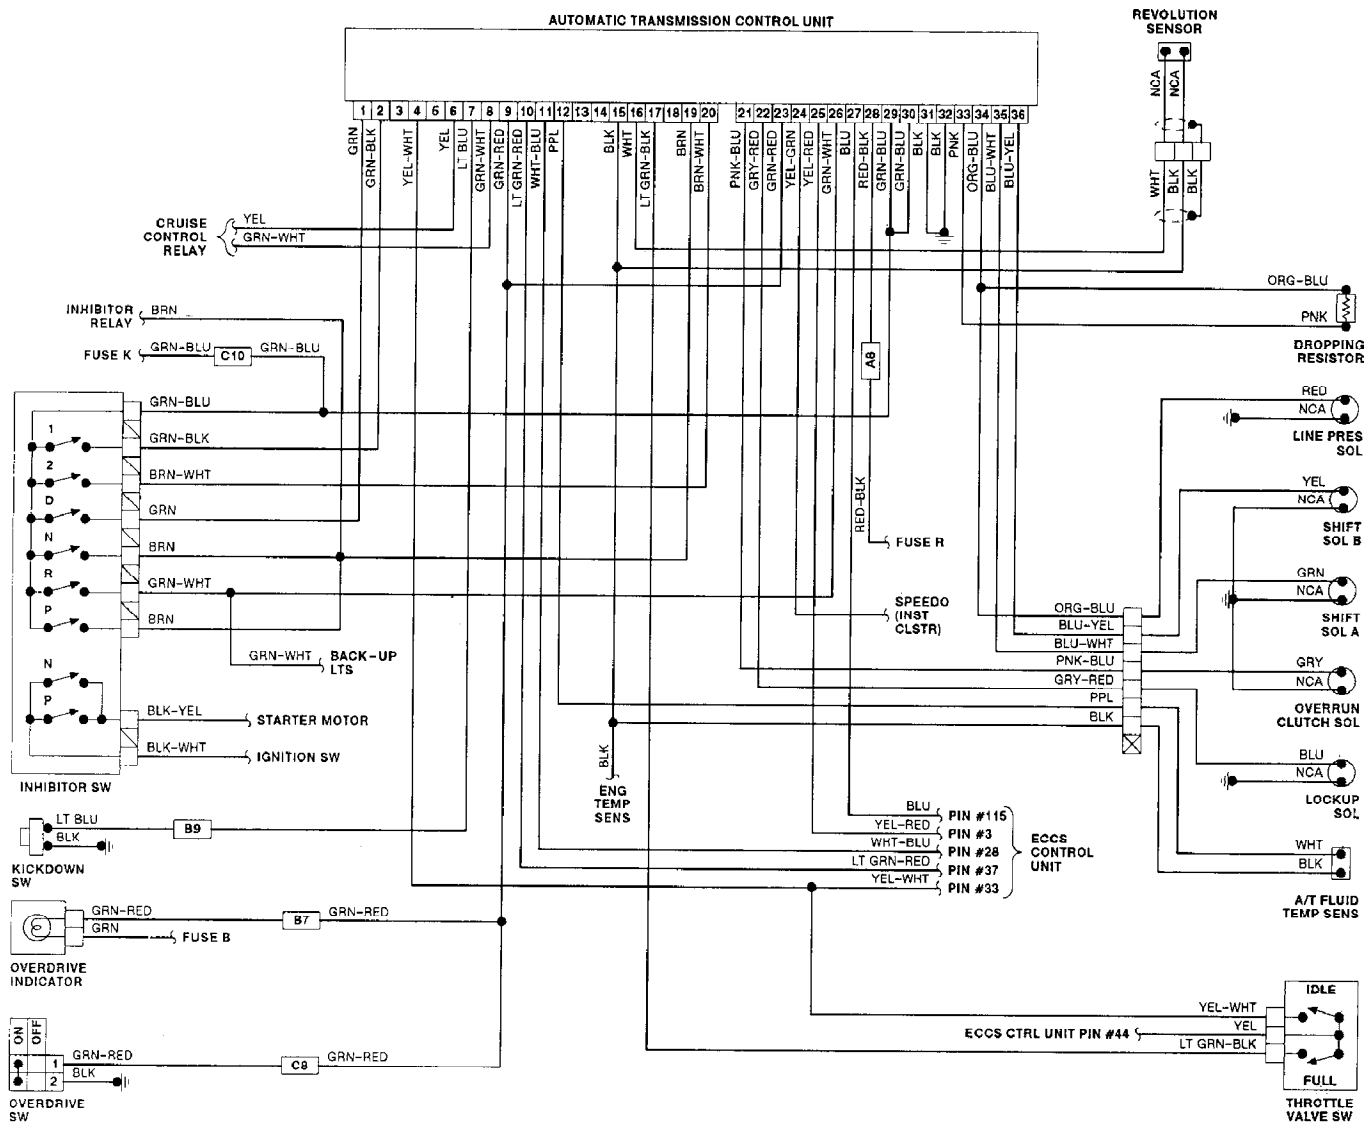 AUTOMATIC TRANSMISSION CONTROL UNIT
REVOLUTION
SENSOR
1 2 3 4 5 6 7 8 9 10 11 12 13 14 15 16 17 18 19 20
21 22 23 24 25 26 27 28 29 30 31 32 33 34 35 36
GRN
GRN-BLK
YEL-WHT
YEL
LT BLU
GRN-WHT
GRN-RED
LT GRN-RED
WHT-BLU
PPL
BLK
WHT
LT GRN-BLK
BRN
BRN-WHT
PNK-BLU
GRY-RED
GRN-RED
YEL-GRN
YEL-RED
GRN-WHT
BLU
RED-BLK
GRN-BLU
GRN-BLU
BLK
BLK
PNK
ORG-BLU
BLU-WHT
BLU-YEL
NCA
NCA
WHT
BLK
BLK
CRUISE
CONTROL
RELAY
YEL
GRN-WHT
INHIBITOR
RELAY
BRN
FUSE K
GRN-BLU
C10
GRN-BLU
GRN-BLU
1
GRN-BLK
2
BRN-WHT
D
GRN
N
BRN
R
GRN-WHT
P
BRN
GRN-WHT
BACK-UP
LTS
N
P
BLK-YEL
STARTER MOTOR
BLK-WHT
IGNITION SW
INHIBITOR SW
LT BLU
B9
BLK
KICKDOWN
SW
GRN-RED
B7
GRN-RED
GRN
FUSE B
OVERDRIVE
INDICATOR
ON
OFF
GRN-RED
1
C8
GRN-RED
BLK
2
OVERDRIVE
SW
A8
RED-BLK
FUSE R
SPEEDO
(INST
CLSTR)
BLK
ENG
TEMP
SENS
BLU
PIN #115
YEL-RED
PIN #3
WHT-BLU
PIN #28
LT GRN-RED
PIN #37
YEL-WHT
PIN #33
ECCS
CONTROL
UNIT
ORG-BLU
BLU-YEL
BLU-WHT
PNK-BLU
GRY-RED
PPL
BLK
ORG-BLU
PNK
DROPPING
RESISTOR
RED
NCA
LINE PRES
SOL
YEL
NCA
SHIFT
SOL B
GRN
NCA
SHIFT
SOL A
GRY
NCA
OVERRUN
CLUTCH SOL
BLU
NCA
LOCKUP
SOL
WHT
BLK
A/T FLUID
TEMP SENS
IDLE
YEL-WHT
ECCS CTRL UNIT PIN #44
YEL
LT GRN-BLK
FULL
THROTTLE
VALVE SW